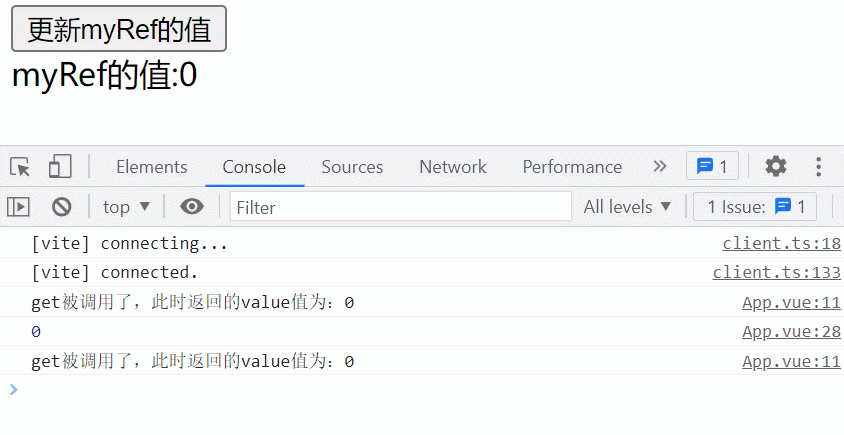 更新myRef的值
myRef的值:0
Elements Console Sources Network Performance 1
top Filter All levels 1 Issue: 1
[vite] connecting... client.ts:18
[vite] connected. client.ts:133
get被调用了，此时返回的value值为：0 App.vue:11
0 App.vue:28
get被调用了，此时返回的value值为：0 App.vue:11